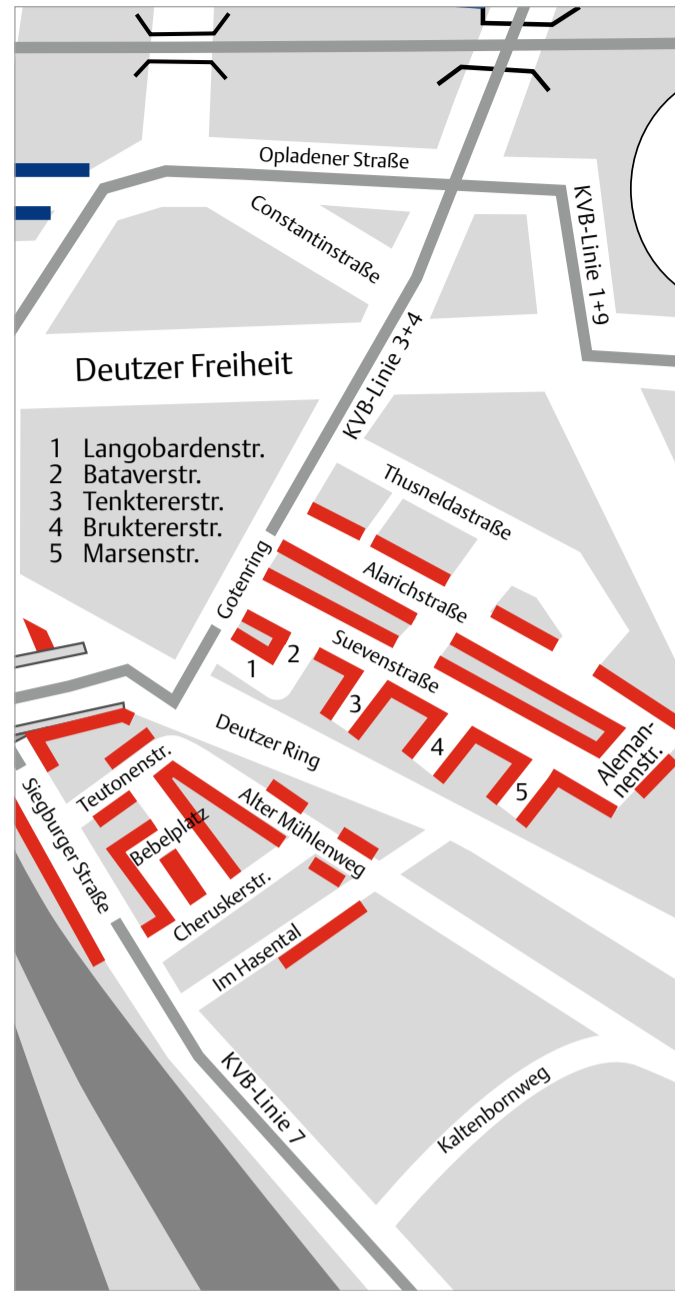 Opladener Straße
Constantinstraße
KVB-Linie 1+9
Deutzer Freiheit
KVB-Linie 3+4
1 Langobardenstr.
2 Bataverstr.
3 Tenktererstr.
4 Bruktererstr.
5 Marsenstr.
Thusneldastraße
Gotenring
Alarichstraße
Suevenstraße
1
2
3
4
5
Aleman-
nenstr.
Deutzer Ring
Teutonenstr.
Siegburger Straße
Bebelplatz
Alter Mühlenweg
Cheruskerstr.
Im Hasental
KVB-Linie 7
Kaltenbornweg